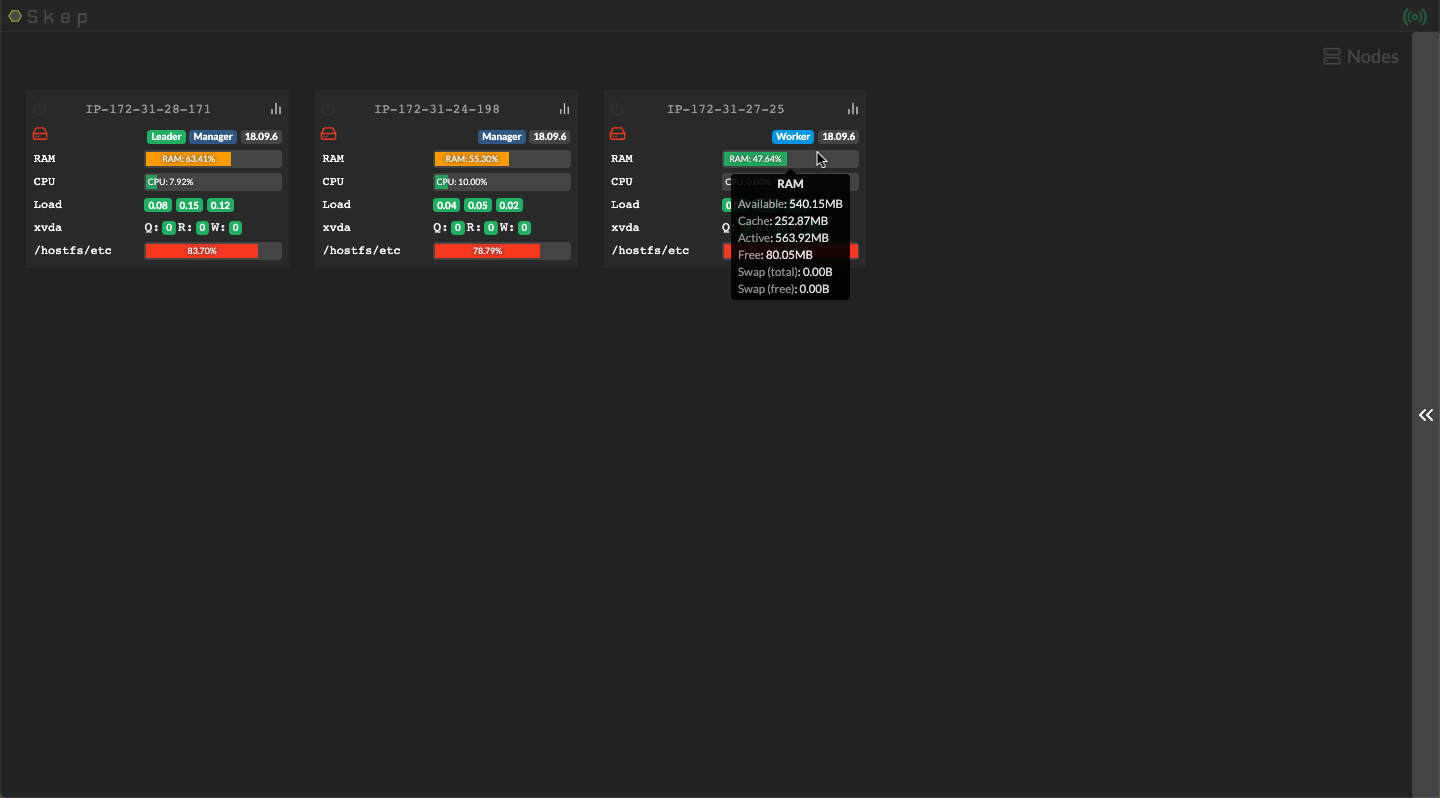 Skep
Nodes
IP-172-31-28-171
Leader Manager 18.09.6
RAM RAM: 63.41%
CPU CPU: 7.92%
Load 0.08 0.15 0.12
xvda Q: 0 R: 0 W: 0
/hostfs/etc 83.70%
IP-172-31-24-198
Manager 18.09.6
RAM RAM: 55.30%
CPU CPU: 10.00%
Load 0.04 0.05 0.02
xvda Q: 0 R: 0 W: 0
/hostfs/etc 78.79%
IP-172-31-27-25
Worker 18.09.6
RAM RAM: 47.64%
CPU CPU: 0.00%
Load
xvda
/hostfs/etc
RAM
Available: 540.15MB
Cache: 252.87MB
Active: 563.92MB
Free: 80.05MB
Swap (total): 0.00B
Swap (free): 0.00B